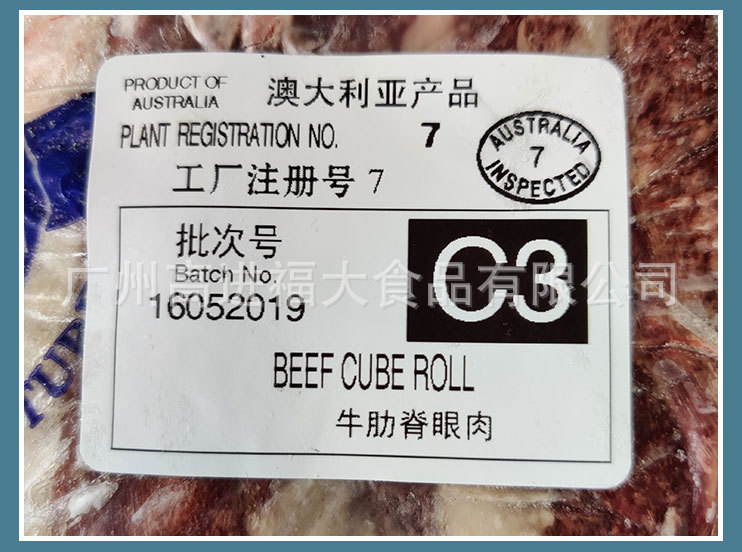 PRODUCT OF
AUSTRALIA
澳大利亚产品
PLANT REGISTRATION NO. 7
工厂注册号 7
AUSTRALIA
7
INSPECTED
批次号
Batch No.
16052019
C3
BEEF CUBE ROLL
牛肋脊眼肉
广州高洪福大食品有限公司